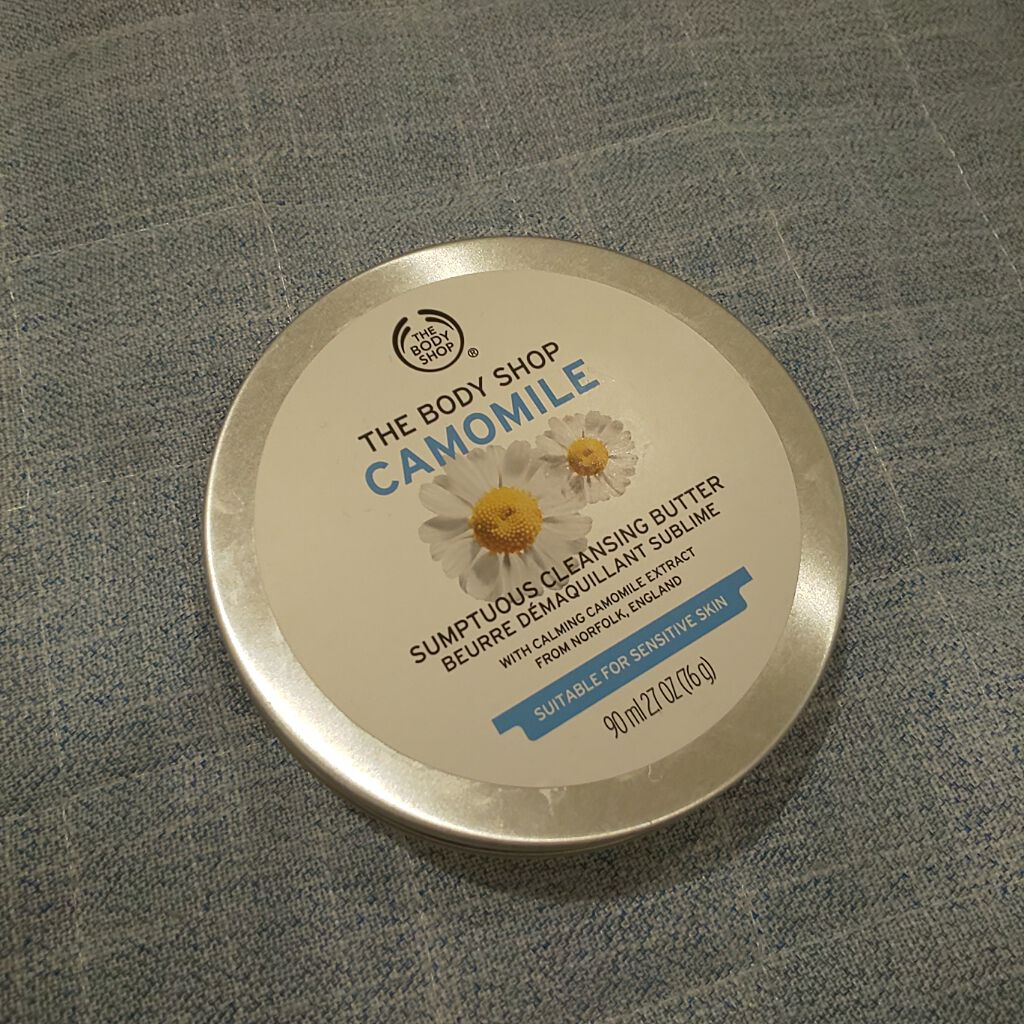 THE
BODY
SHOP
®
THE BODY SHOP
CAMOMILE
SUMPTUOUS CLEANSING BUTTER
BEURRE DÉMAQUILLANT SUBLIME
WITH CALMING CAMOMILE EXTRACT
FROM NORFOLK, ENGLAND
SUITABLE FOR SENSITIVE SKIN
90 ml 2.7 OZ (76 g)